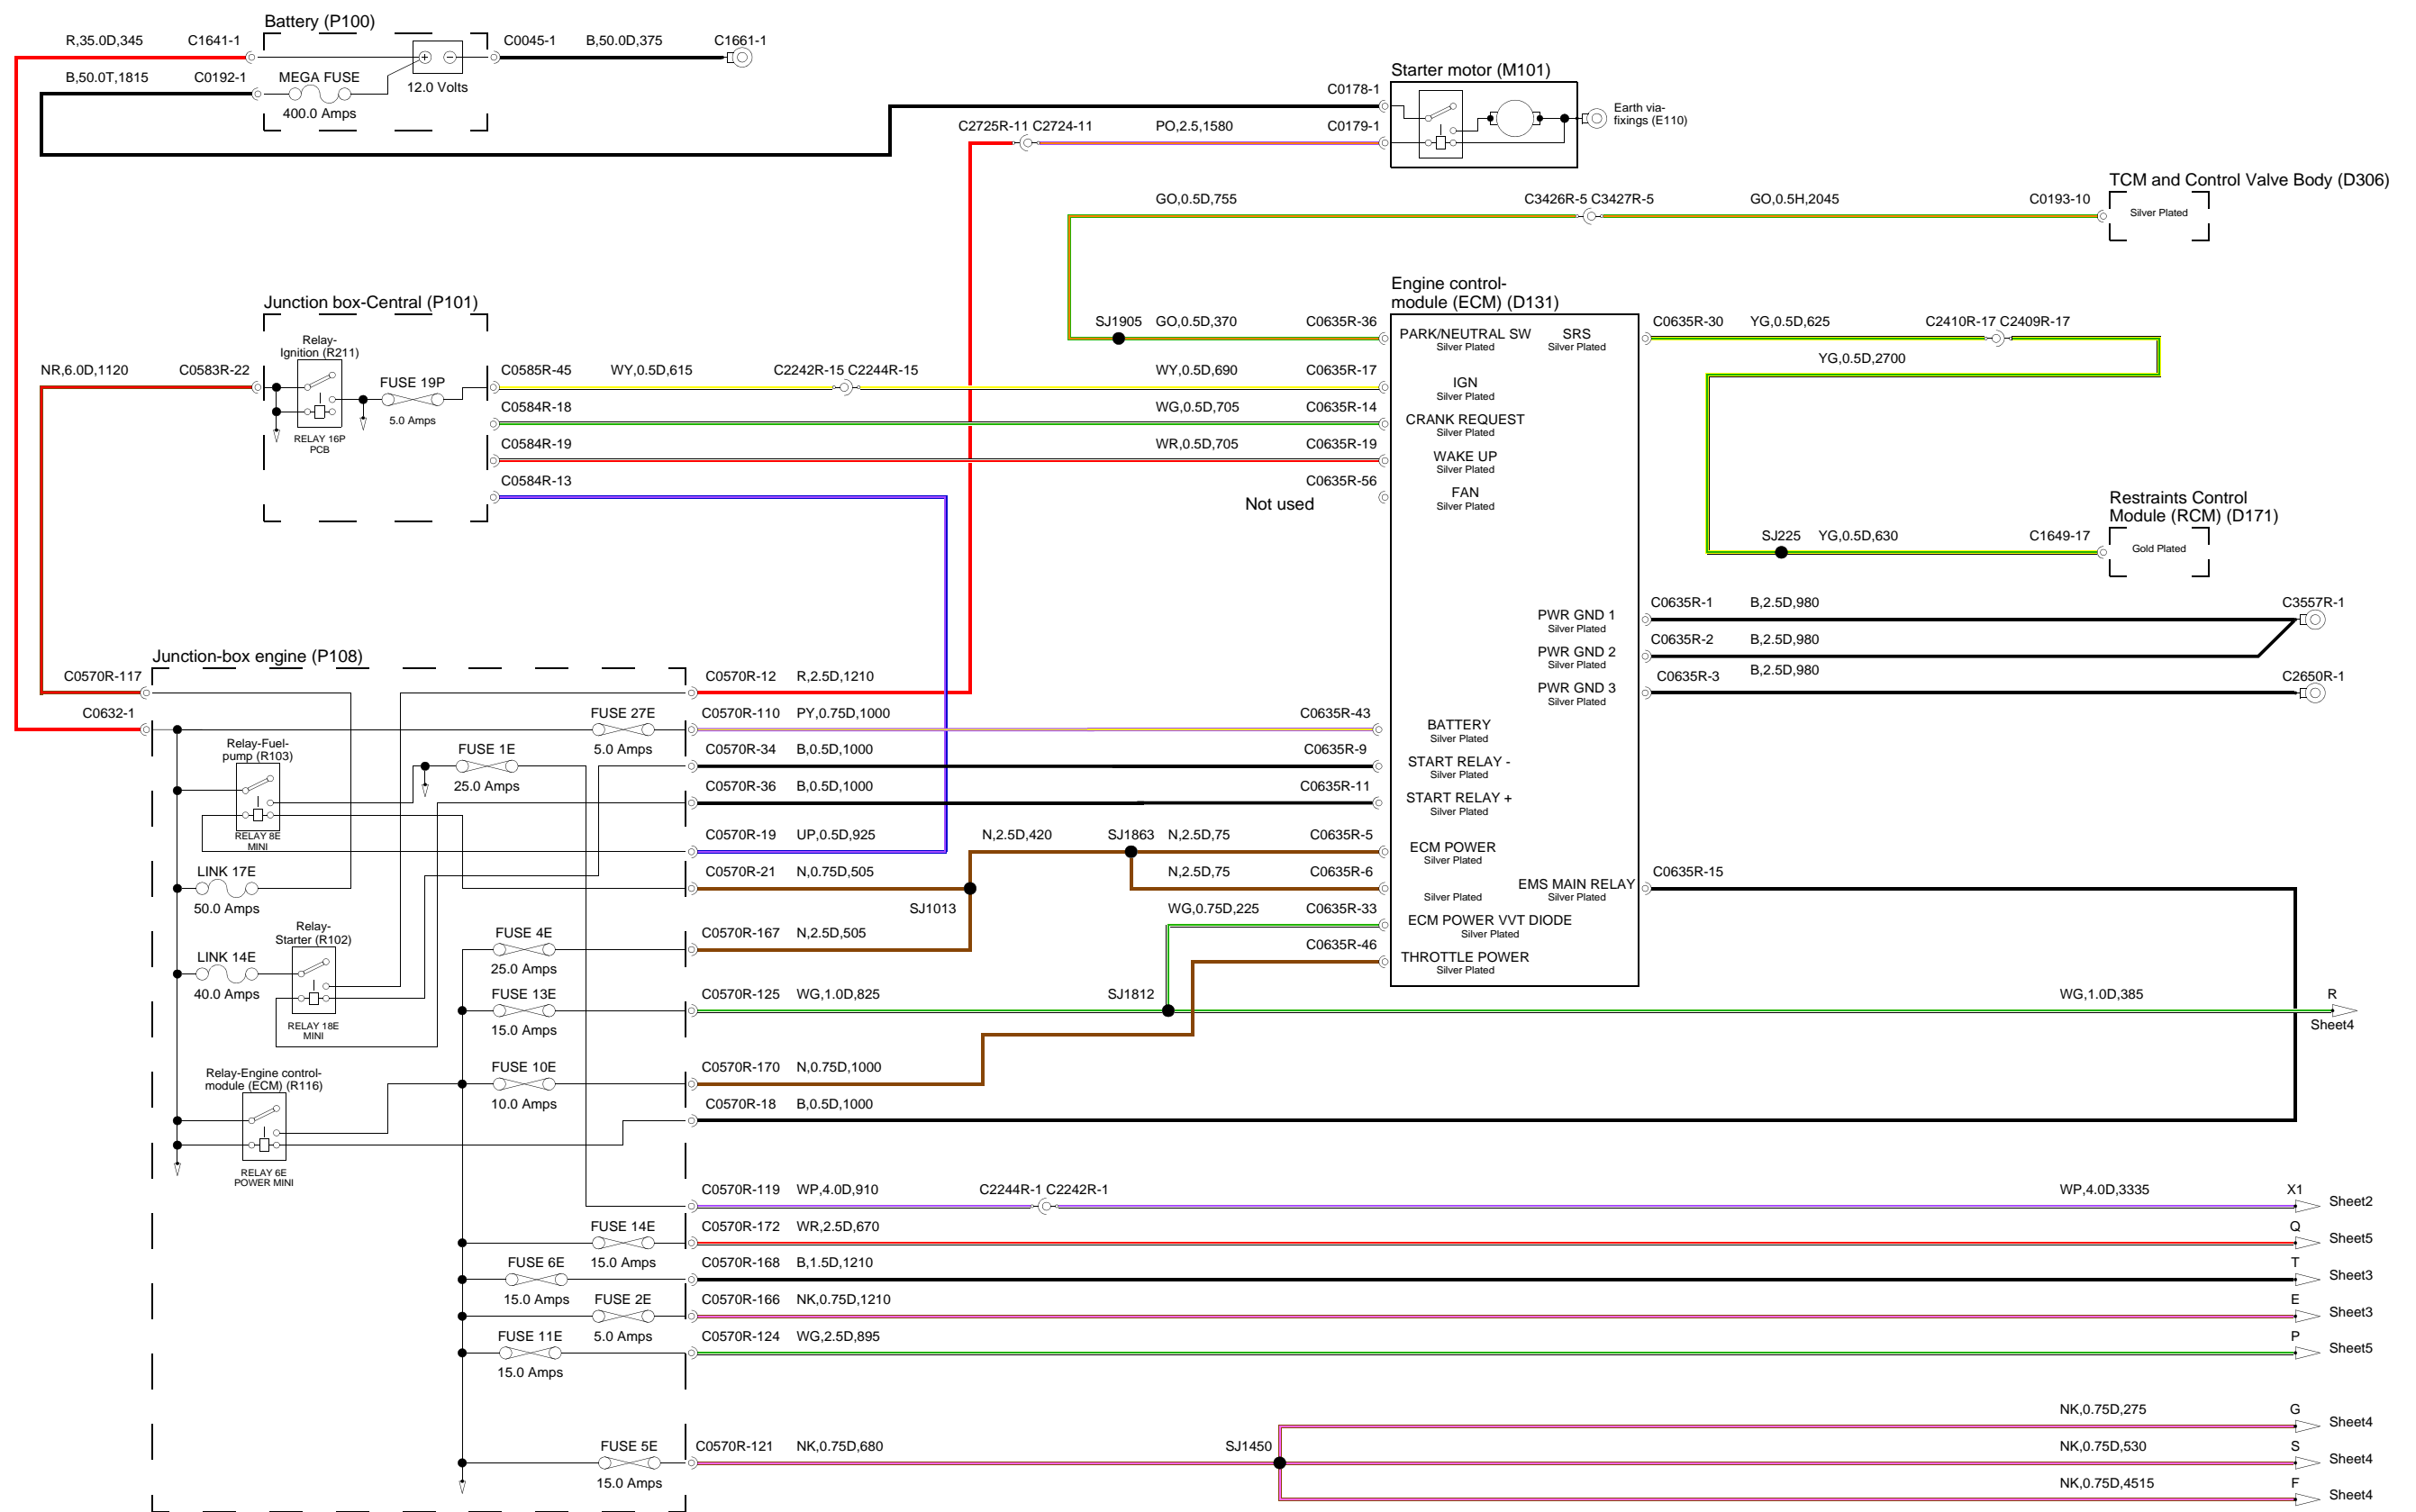 Battery (P100)
R,35.0D,345
C1641-1
C0045-1
B,50.0D,375
C1661-1
B,50.0T,1815
C0192-1
MEGA FUSE
400.0 Amps
12.0 Volts
Starter motor (M101)
C0178-1
C2725R-11 C2724-11
PO,2.5,1580
C0179-1
Earth via-
fixings (E110)
TCM and Control Valve Body (D306)
GO,0.5D,755
C3426R-5 C3427R-5
GO,0.5H,2045
C0193-10
Silver Plated
Junction box-Central (P101)
Relay-
Ignition (R211)
NR,6.0D,1120
C0583R-22
FUSE 19P
5.0 Amps
RELAY 16P
PCB
C0585R-45
WY,0.5D,615
C2242R-15 C2244R-15
WY,0.5D,690
C0635R-17
C0584R-18
WG,0.5D,705
C0635R-14
C0584R-19
WR,0.5D,705
C0635R-19
C0584R-13
C0635R-56
Not used
SJ1905
GO,0.5D,370
C0635R-36
Engine control-
module (ECM) (D131)
PARK/NEUTRAL SW
Silver Plated
SRS
Silver Plated
IGN
Silver Plated
CRANK REQUEST
Silver Plated
WAKE UP
Silver Plated
FAN
Silver Plated
C0635R-30
YG,0.5D,625
C2410R-17 C2409R-17
YG,0.5D,2700
Restraints Control
Module (RCM) (D171)
SJ225
YG,0.5D,630
C1649-17
Gold Plated
PWR GND 1
Silver Plated
C0635R-1
B,2.5D,980
C3557R-1
PWR GND 2
Silver Plated
C0635R-2
B,2.5D,980
PWR GND 3
Silver Plated
C0635R-3
B,2.5D,980
C2650R-1
Junction-box engine (P108)
C0570R-117
C0570R-12
R,2.5D,1210
C0632-1
FUSE 27E
5.0 Amps
C0570R-110
PY,0.75D,1000
C0635R-43
BATTERY
Silver Plated
Relay-Fuel-
pump (R103)
RELAY 8E
MINI
FUSE 1E
25.0 Amps
C0570R-34
B,0.5D,1000
C0635R-9
START RELAY -
Silver Plated
C0570R-36
B,0.5D,1000
C0635R-11
START RELAY +
Silver Plated
C0570R-19
UP,0.5D,925
N,2.5D,420
SJ1863
N,2.5D,75
C0635R-5
ECM POWER
Silver Plated
LINK 17E
50.0 Amps
C0570R-21
N,0.75D,505
SJ1013
N,2.5D,75
C0635R-6
Silver Plated
EMS MAIN RELAY
Silver Plated
C0635R-15
WG,0.75D,225
C0635R-33
ECM POWER VVT DIODE
Silver Plated
Relay-
Starter (R102)
LINK 14E
40.0 Amps
RELAY 18E
MINI
FUSE 4E
25.0 Amps
C0570R-167
N,2.5D,505
C0635R-46
THROTTLE POWER
Silver Plated
FUSE 13E
15.0 Amps
C0570R-125
WG,1.0D,825
SJ1812
WG,1.0D,385
R
Sheet4
Relay-Engine control-
module (ECM) (R116)
RELAY 6E
POWER MINI
FUSE 10E
10.0 Amps
C0570R-170
N,0.75D,1000
C0570R-18
B,0.5D,1000
C0570R-119
WP,4.0D,910
C2244R-1 C2242R-1
WP,4.0D,3335
X1
Sheet2
FUSE 14E
15.0 Amps
C0570R-172
WR,2.5D,670
Q
Sheet5
FUSE 6E
15.0 Amps
C0570R-168
B,1.5D,1210
T
Sheet3
FUSE 2E
5.0 Amps
C0570R-166
NK,0.75D,1210
E
Sheet3
FUSE 11E
15.0 Amps
C0570R-124
WG,2.5D,895
P
Sheet5
NK,0.75D,275
G
Sheet4
FUSE 5E
15.0 Amps
C0570R-121
NK,0.75D,680
SJ1450
NK,0.75D,530
S
Sheet4
NK,0.75D,4515
F
Sheet4